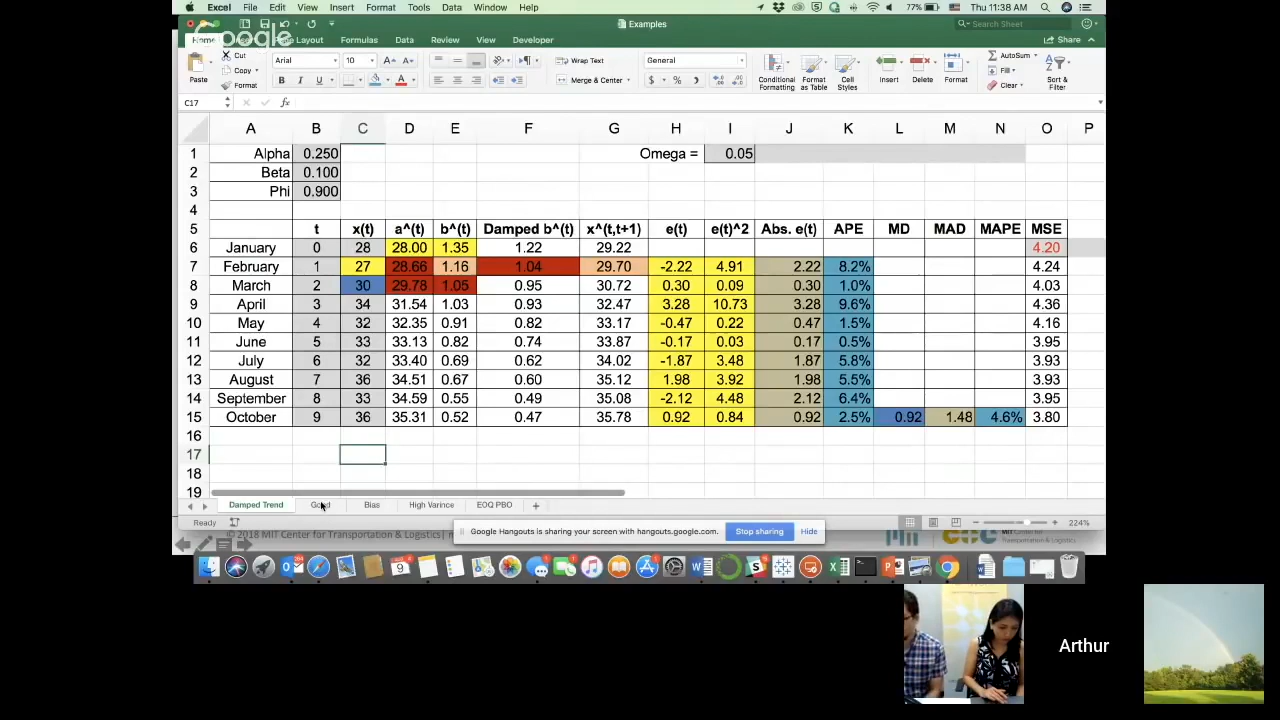 Excel File Edit View Insert Format Tools Data Window Help 77% Thu 11:38 AM
Examples Search Sheet
Google
Home Page Layout Formulas Data Review View Developer Share
Paste Cut Copy Format Arial 10 Wrap Text Merge & Center General Conditional Formatting Format as Table Cell Styles Insert Delete Format AutoSum Fill Clear Sort & Filter
C17 fx
A B C D E F G H I J K L M N O P
1 Alpha 0.250 Omega = 0.05
2 Beta 0.100
3 Phi 0.900
4
5 t x(t) a^(t) b^(t) Damped b^(t) x^(t,t+1) e(t) e(t)^2 Abs. e(t) APE MD MAD MAPE MSE
6 January 0 28 28.00 1.35 1.22 29.22 4.20
7 February 1 27 28.66 1.16 1.04 29.70 -2.22 4.91 2.22 8.2% 4.24
8 March 2 30 29.78 1.05 0.95 30.72 0.30 0.09 0.30 1.0% 4.03
9 April 3 34 31.54 1.03 0.93 32.47 3.28 10.73 3.28 9.6% 4.36
10 May 4 32 32.35 0.91 0.82 33.17 -0.47 0.22 0.47 1.5% 4.16
11 June 5 33 33.13 0.82 0.74 33.87 -0.17 0.03 0.17 0.5% 3.95
12 July 6 32 33.40 0.69 0.62 34.02 -1.87 3.48 1.87 5.8% 3.93
13 August 7 36 34.51 0.67 0.60 35.12 1.98 3.92 1.98 5.5% 3.93
14 September 8 33 34.59 0.55 0.49 35.08 -2.12 4.48 2.12 6.4% 3.95
15 October 9 36 35.31 0.52 0.47 35.78 0.92 0.84 0.92 2.5% 0.92 1.48 4.6% 3.80
16
17
18
19
Damped Trend Good Bias High Varince EOQ PBO
Ready 224%
Google Hangouts is sharing your screen with hangouts.google.com. Stop sharing Hide
© 2018 MIT Center for Transportation & Logistics
MIT Center for
Transportation & Logistics
Arthur